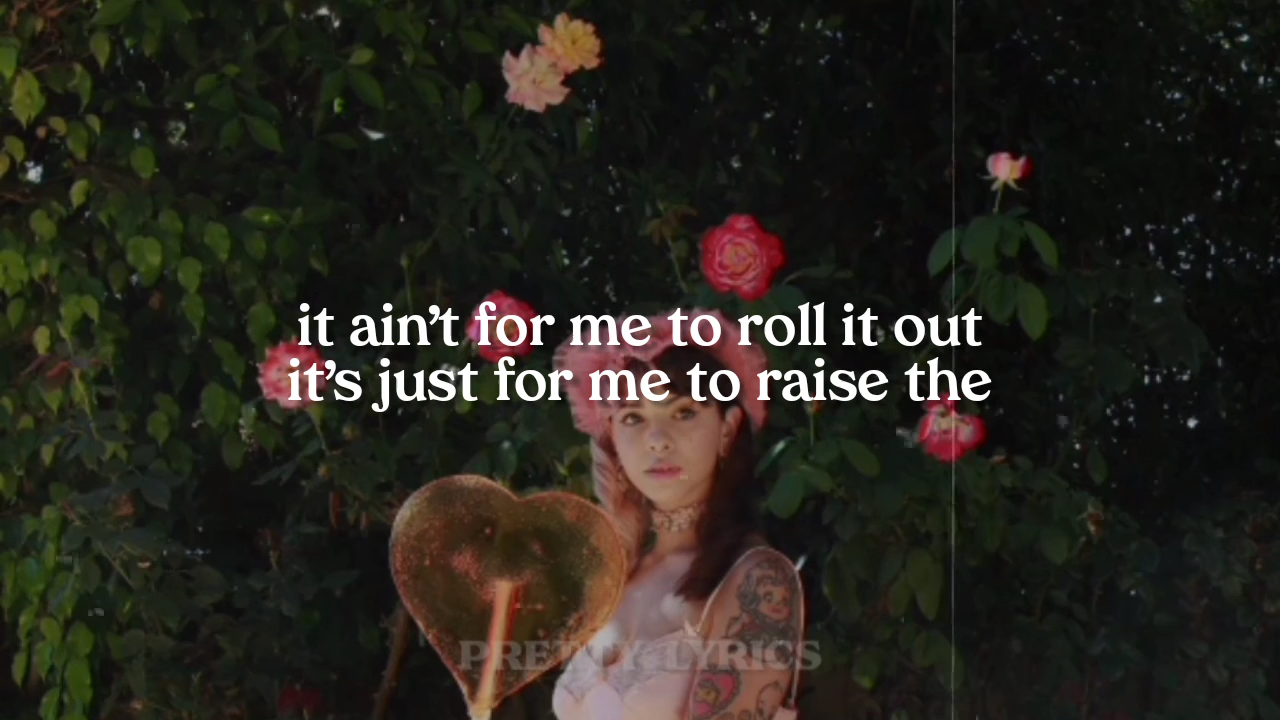 it ain’t for me to roll it out
it’s just for me to raise the
PRETTY LYRICS